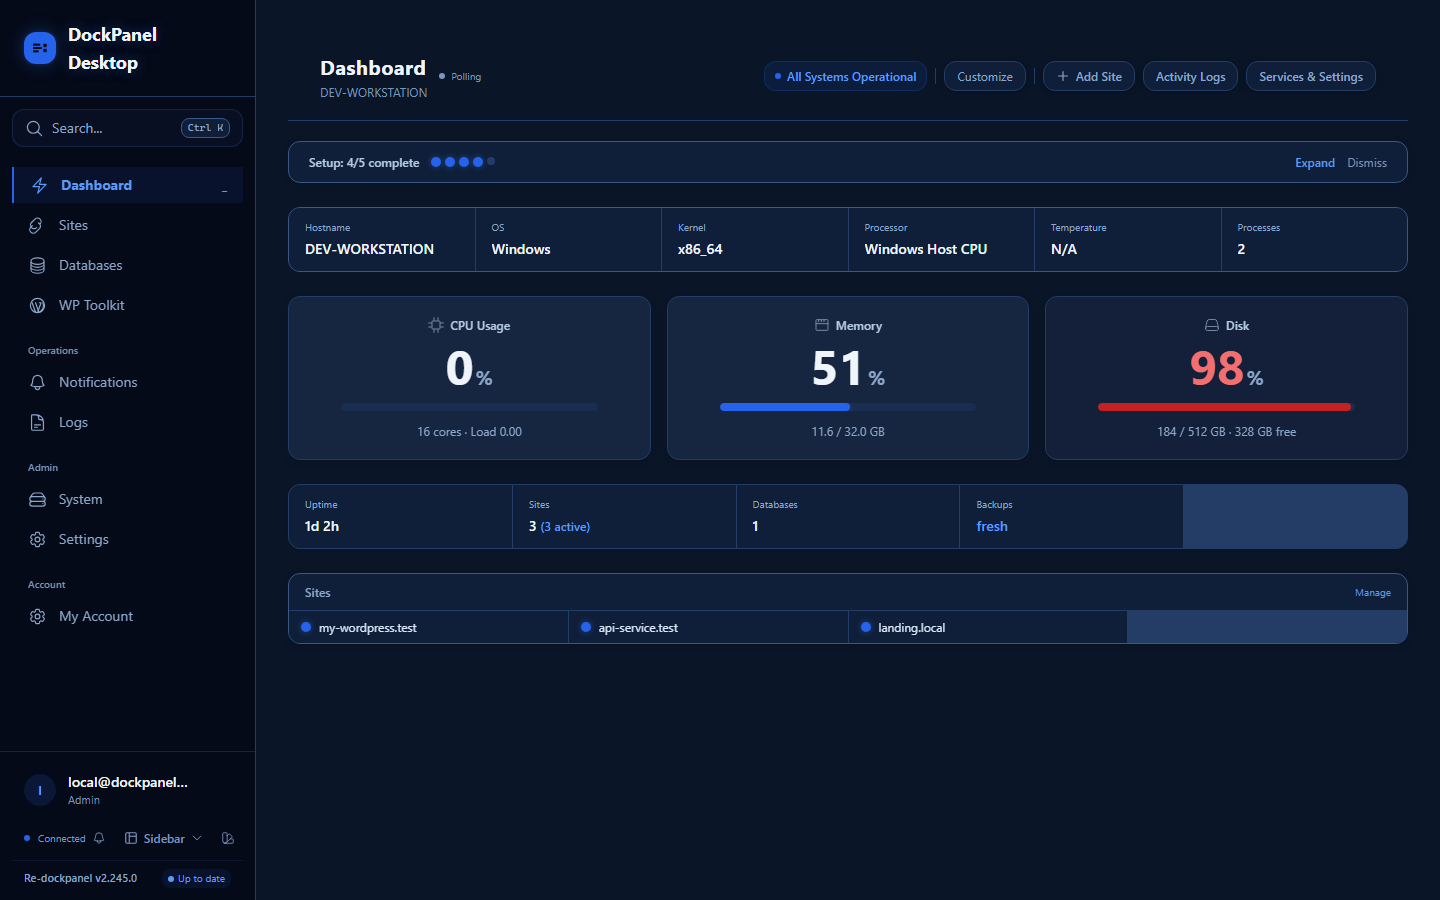 DockPanel
Desktop
Search...
Ctrl K
Dashboard
Sites
Databases
WP Toolkit
Operations
Notifications
Logs
Admin
System
Settings
Account
My Account
I
local@dockpanel...
Admin
Connected
Sidebar
Re-dockpanel v2.245.0
Up to date
Dashboard
Polling
DEV-WORKSTATION
All Systems Operational
Customize
Add Site
Activity Logs
Services & Settings
Setup: 4/5 complete
Expand
Dismiss
Hostname
DEV-WORKSTATION
OS
Windows
Kernel
x86_64
Processor
Windows Host CPU
Temperature
N/A
Processes
2
CPU Usage
0%
16 cores · Load 0.00
Memory
51%
11.6 / 32.0 GB
Disk
98%
184 / 512 GB · 328 GB free
Uptime
1d 2h
Sites
3 (3 active)
Databases
1
Backups
fresh
Sites
Manage
my-wordpress.test
api-service.test
landing.local